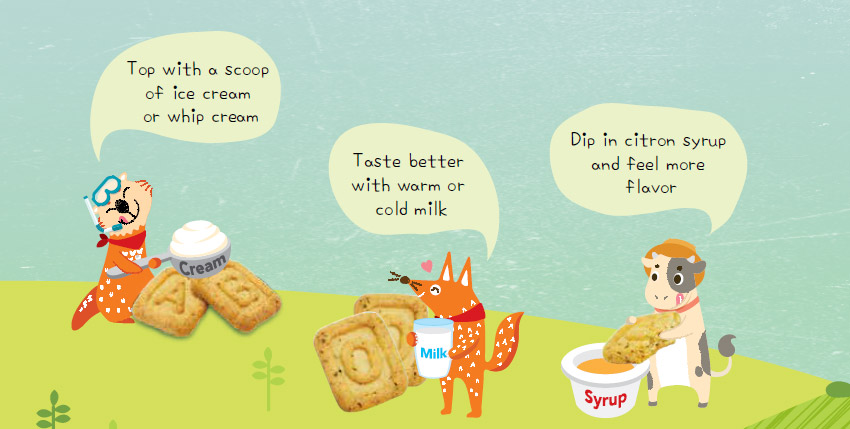 Top with a scoop
of ice cream
or whip cream
Taste better
with warm or
cold milk
Dip in citron syrup
and feel more
flavor
Cream
A
Milk
Syrup